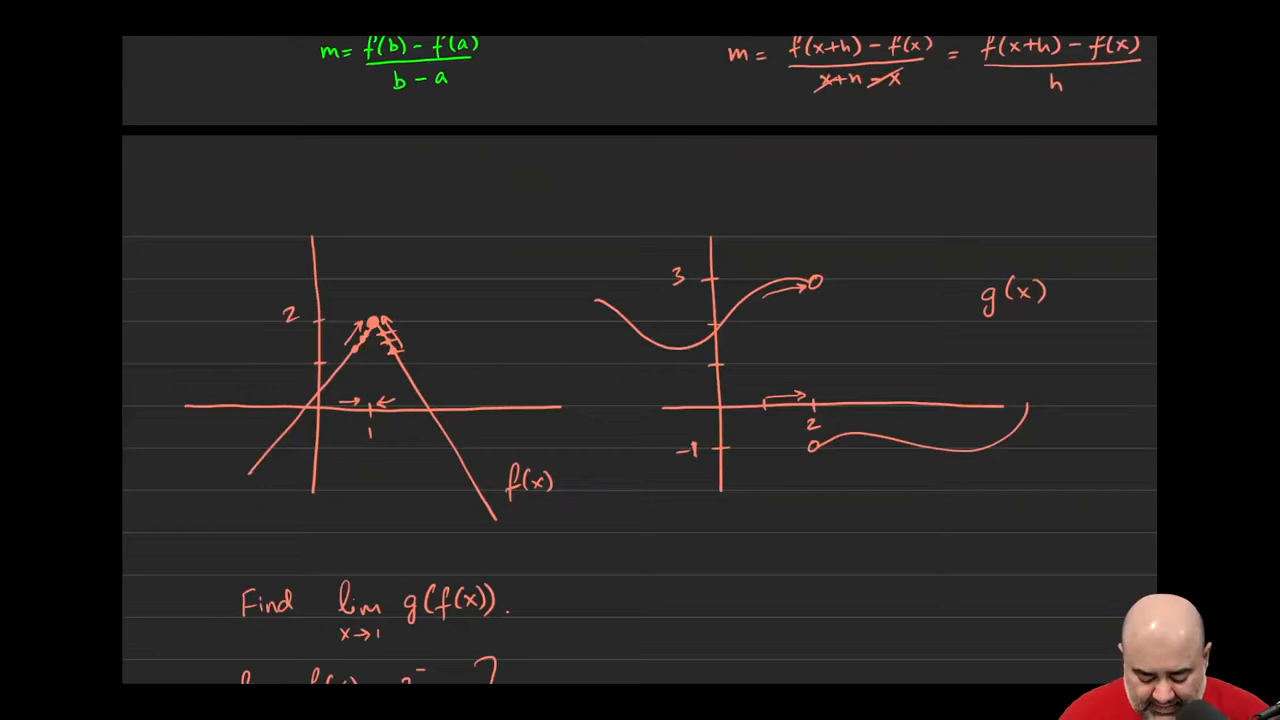 m = f(b) - f(a) / b - a
m = f(x+h) - f(x) / x+h-x = f(x+h) - f(x) / h
2
1
f(x)
3
g(x)
2
-1
Find lim x→1 g(f(x)).